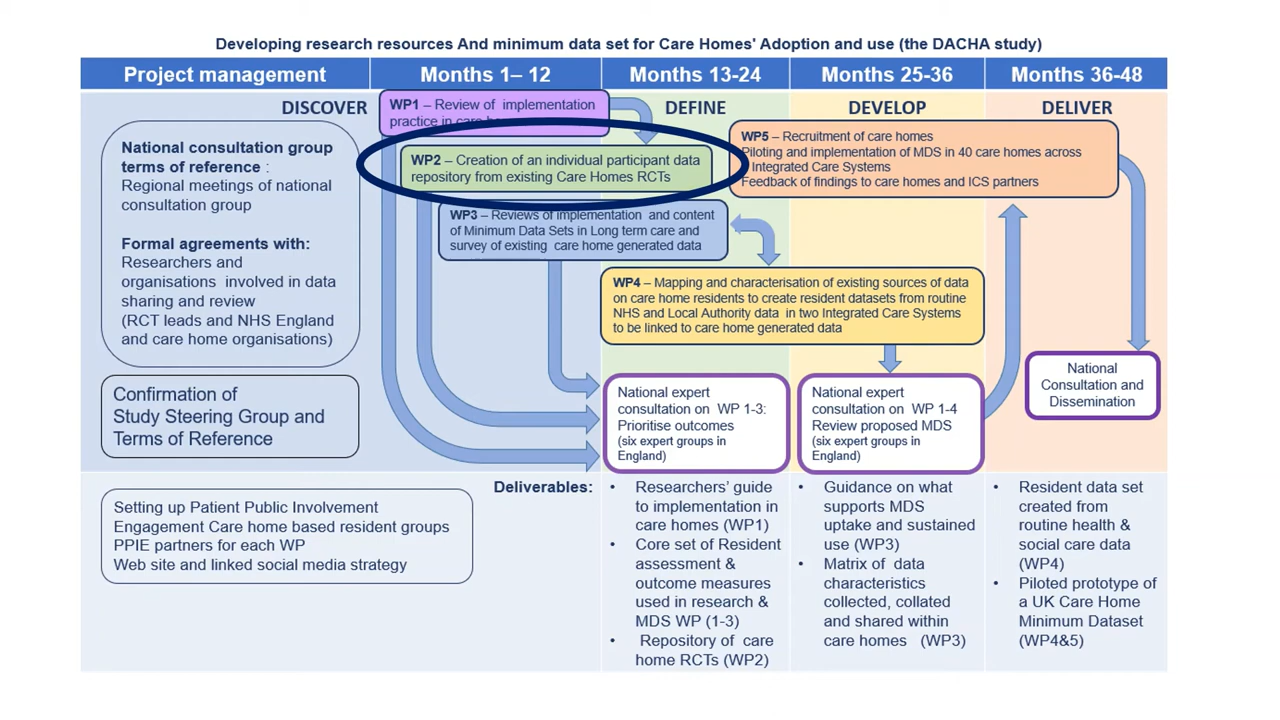 Developing research resources And minimum data set for Care Homes' Adoption and use (the DACHA study)
Project management
Months 1– 12
Months 13-24
Months 25-36
Months 36-48
DISCOVER
DEFINE
DEVELOP
DELIVER
National consultation group
terms of reference :
Regional meetings of national
consultation group
Formal agreements with:
Researchers and
organisations involved in data
sharing and review
(RCT leads and NHS England
and care home organisations)
Confirmation of
Study Steering Group and
Terms of Reference
WP1 – Review of implementation
practice in care
WP2 – Creation of an individual participant data
repository from existing Care Homes RCTs
WP3 – Reviews of implementation and content
of Minimum Data Sets in Long term care and
survey of existing care home generated data
WP4 – Mapping and characterisation of existing sources of data
on care home residents to create resident datasets from routine
NHS and Local Authority data in two Integrated Care Systems
to be linked to care home generated data
WP5 – Recruitment of care homes
Piloting and implementation of MDS in 40 care homes across
Integrated Care Systems
Feedback of findings to care homes and ICS partners
National expert
consultation on WP 1-3:
Prioritise outcomes
(six expert groups in
England)
National expert
consultation on WP 1-4
Review proposed MDS
(six expert groups in
England)
National
Consultation and
Dissemination
Setting up Patient Public Involvement
Engagement Care home based resident groups
PPIE partners for each WP
Web site and linked social media strategy
Deliverables:
• Researchers' guide
to implementation in
care homes (WP1)
• Core set of Resident
assessment &
outcome measures
used in research &
MDS WP (1-3)
• Repository of care
home RCTs (WP2)
• Guidance on what
supports MDS
uptake and sustained
use (WP3)
• Matrix of data
characteristics
collected, collated
and shared within
care homes (WP3)
• Resident data set
created from
routine health &
social care data
(WP4)
• Piloted prototype of
a UK Care Home
Minimum Dataset
(WP4&5)